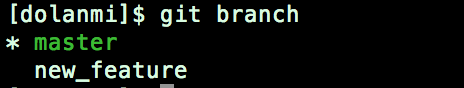 [dolanmi]$ git branch
* master
  new_feature